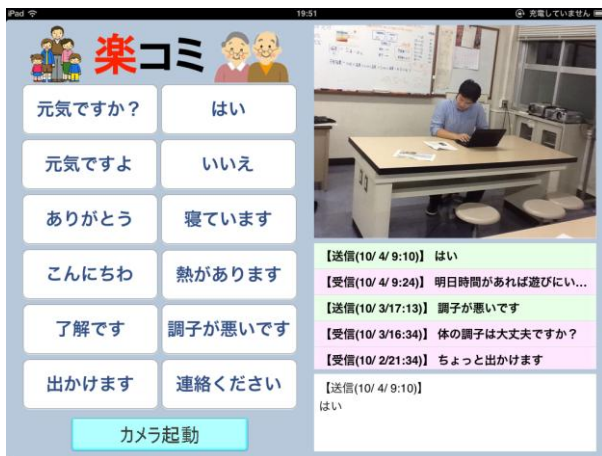 iPad 19:51 充電していません
楽コミ
元気ですか? はい
元気ですよ いいえ
ありがとう 寝ています
こんにちわ 熱があります
了解です 調子が悪いです
出かけます 連絡ください
カメラ起動
【送信(10/ 4/ 9:10)】 はい
【受信(10/ 4/ 9:24)】 明日時間があれば遊びにい...
【送信(10/ 3/17:13)】 調子が悪いです
【受信(10/ 3/16:34)】 体の調子は大丈夫ですか?
【受信(10/ 2/21:34)】 ちょっと出かけます
【送信(10/ 4/ 9:10)】
はい